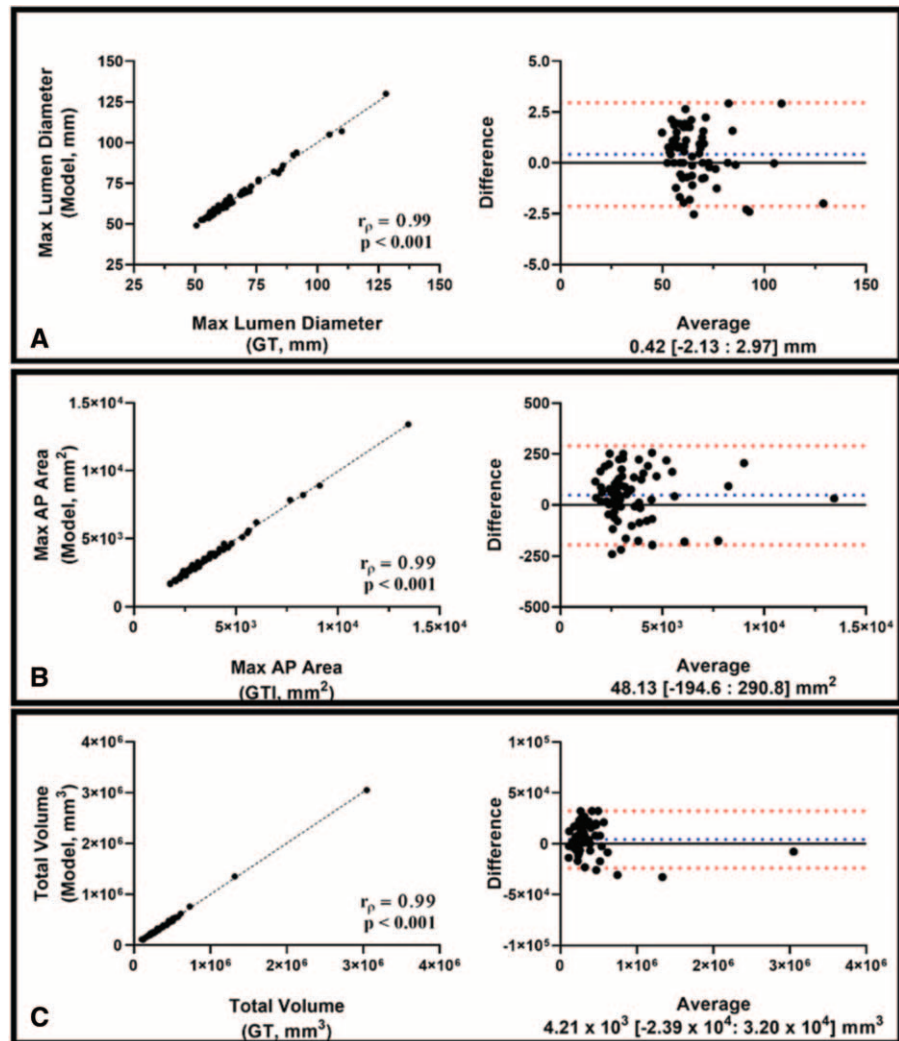 150
125
100
75
50
25
Max Lumen Diameter
(Model, mm)
rρ = 0.99
p < 0.001
25 50 75 100 125 150
Max Lumen Diameter
(GT, mm)
5.0
2.5
0.0
-2.5
-5.0
Difference
0 50 100 150
Average
0.42 [-2.13 : 2.97] mm
A
1.5×10⁴
1×10⁴
5×10³
0
Max AP Area
(Model, mm²)
rρ = 0.99
p < 0.001
0 5×10³ 1×10⁴ 1.5×10⁴
Max AP Area
(GTI, mm²)
500
250
0
-250
-500
Difference
0 5×10³ 1×10⁴ 1.5×10⁴
Average
48.13 [-194.6 : 290.8] mm²
B
4×10⁶
3×10⁶
2×10⁶
1×10⁶
0
Total Volume
(Model, mm³)
rρ = 0.99
p < 0.001
0 1×10⁶ 2×10⁶ 3×10⁶ 4×10⁶
Total Volume
(GT, mm³)
1×10⁵
5×10⁴
0
-5×10⁴
-1×10⁵
Difference
0 1×10⁶ 2×10⁶ 3×10⁶ 4×10⁶
Average
4.21 x 10³ [-2.39 x 10⁴: 3.20 x 10⁴] mm³
C